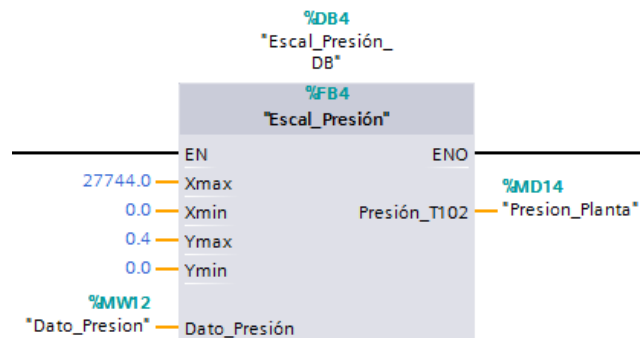 %DB4
"Escal_Presión_
DB"
%FB4
"Escal_Presión"
EN ENO
27744.0 Xmax
%MD14
0.0 Xmin Presión_T102 "Presion_Planta"
0.4 Ymax
0.0 Ymin
%MW12
"Dato_Presion" Dato_Presión